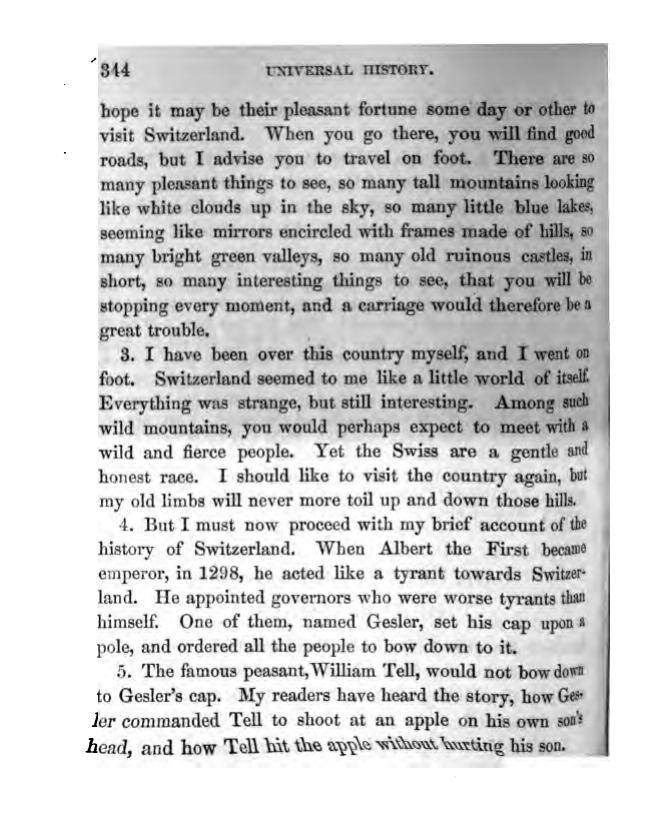 344 UNIVERSAL HISTORY.
hope it may be their pleasant fortune some day or other to
visit Switzerland. When you go there, you will find good
roads, but I advise you to travel on foot. There are so
many pleasant things to see, so many tall mountains looking
like white clouds up in the sky, so many little blue lakes,
seeming like mirrors encircled with frames made of hills, so
many bright green valleys, so many old ruinous castles, in
short, so many interesting things to see, that you will be
stopping every moment, and a carriage would therefore be a
great trouble.
3. I have been over this country myself, and I went on
foot. Switzerland seemed to me like a little world of itself.
Everything was strange, but still interesting. Among such
wild mountains, you would perhaps expect to meet with a
wild and fierce people. Yet the Swiss are a gentle and
honest race. I should like to visit the country again, but
my old limbs will never more toil up and down those hills.
4. But I must now proceed with my brief account of the
history of Switzerland. When Albert the First became
emperor, in 1298, he acted like a tyrant towards Switzer-
land. He appointed governors who were worse tyrants than
himself. One of them, named Gesler, set his cap upon a
pole, and ordered all the people to bow down to it.
5. The famous peasant, William Tell, would not bow down
to Gesler's cap. My readers have heard the story, how Ges-
ler commanded Tell to shoot at an apple on his own son's
head, and how Tell hit the apple without hurting his son.